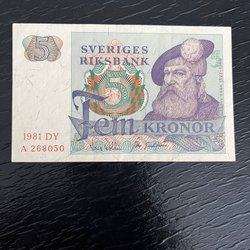 5
SVERIGES
RIKSBANK
5
Fem KRONOR
1981 DY
A 268050